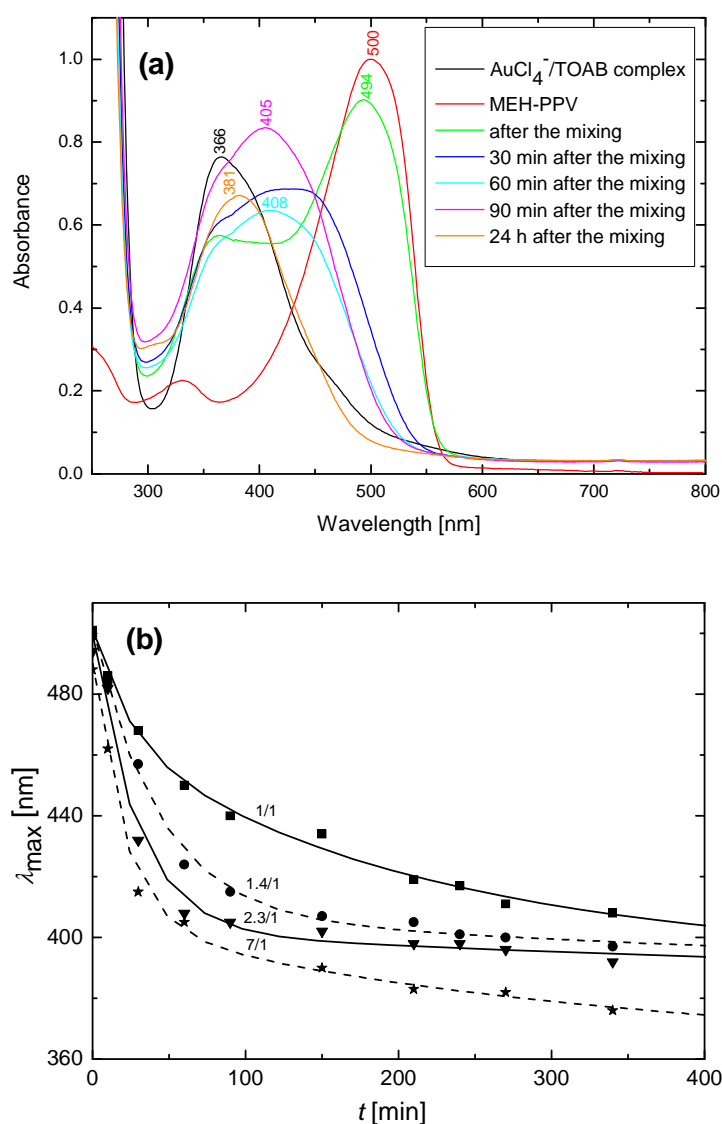 (a)
1.0
0.8
0.6
0.4
0.2
0.0
Absorbance
300 400 500 600 700 800
Wavelength [nm]
366
381
405
408
494
500
AuCl4-/TOAB complex
MEH-PPV
after the mixing
30 min after the mixing
60 min after the mixing
90 min after the mixing
24 h after the mixing
(b)
480
440
400
360
λmax [nm]
1/1
1.4/1
2.3/1
7/1
0 100 200 300 400
t [min]